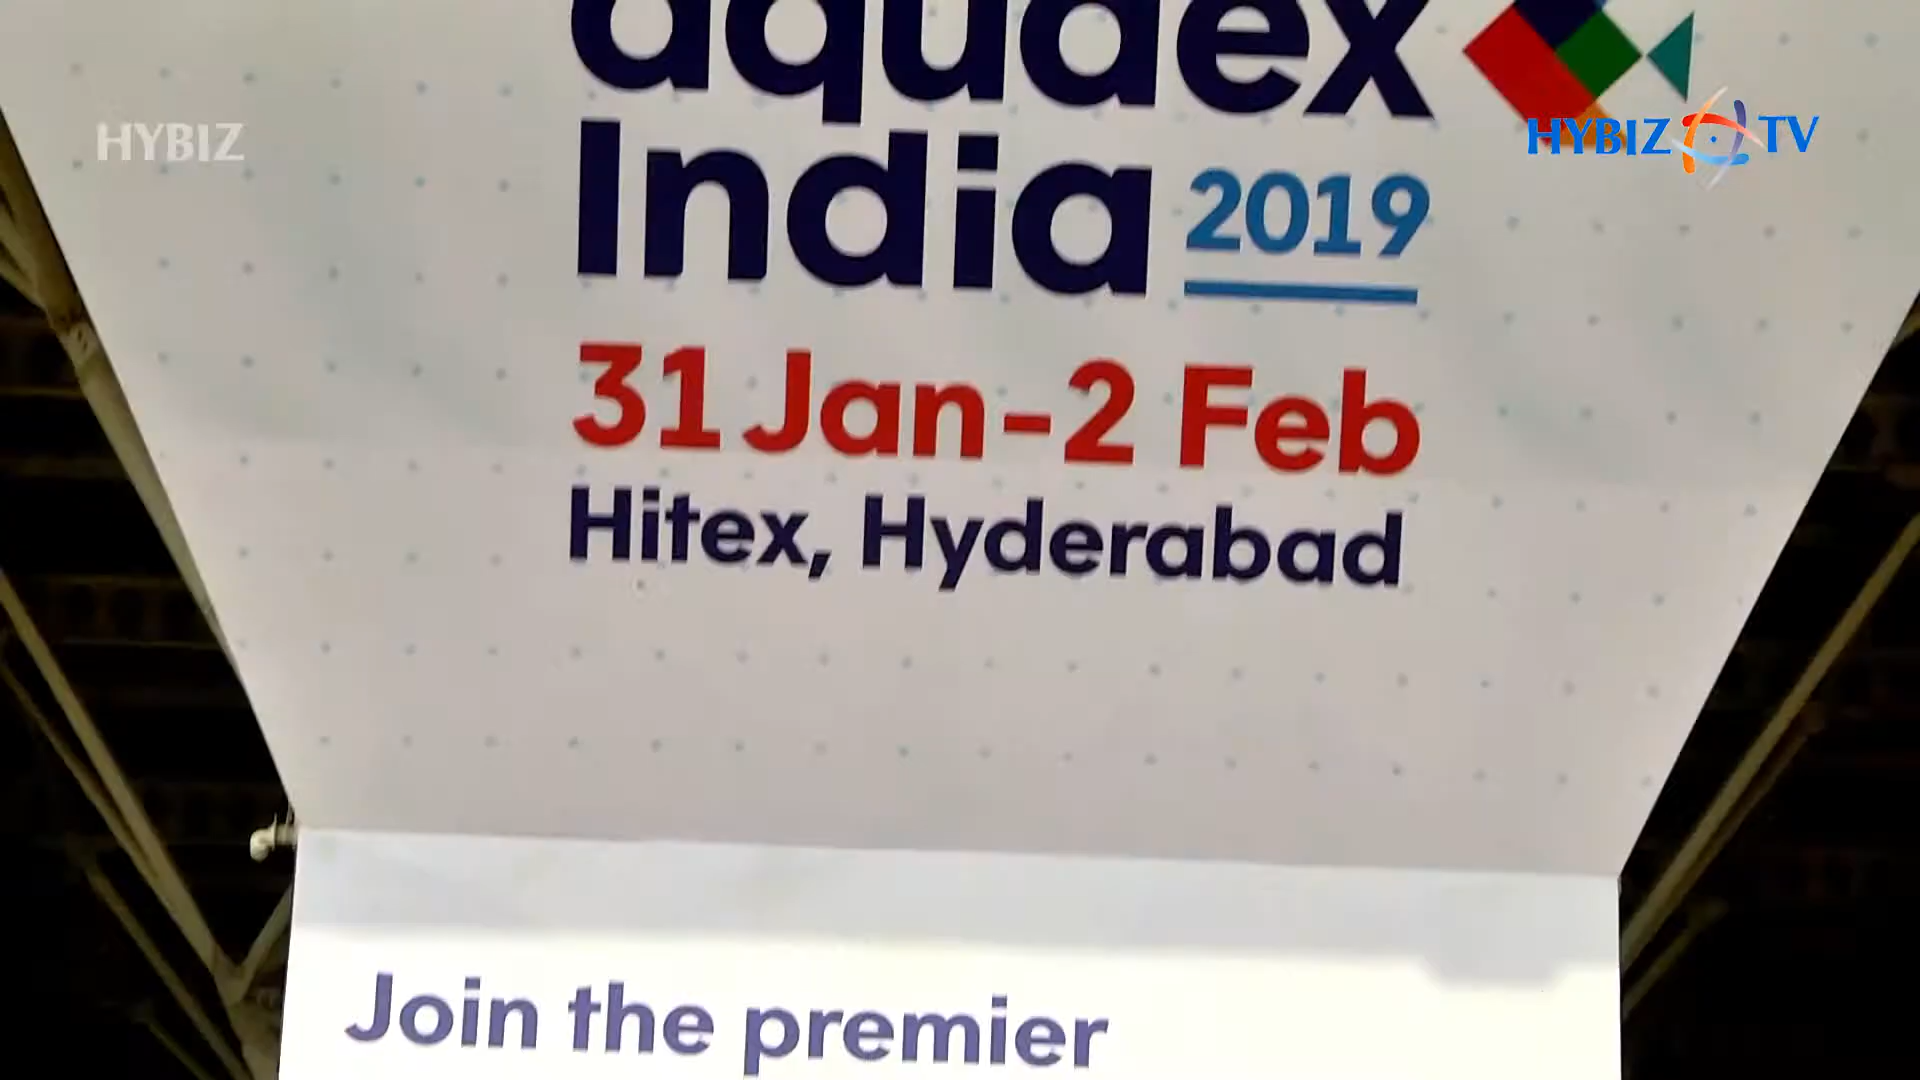 aquaex
India 2019
31 Jan-2 Feb
Hitex, Hyderabad
Join the premier
HYBIZ
HYBIZ TV